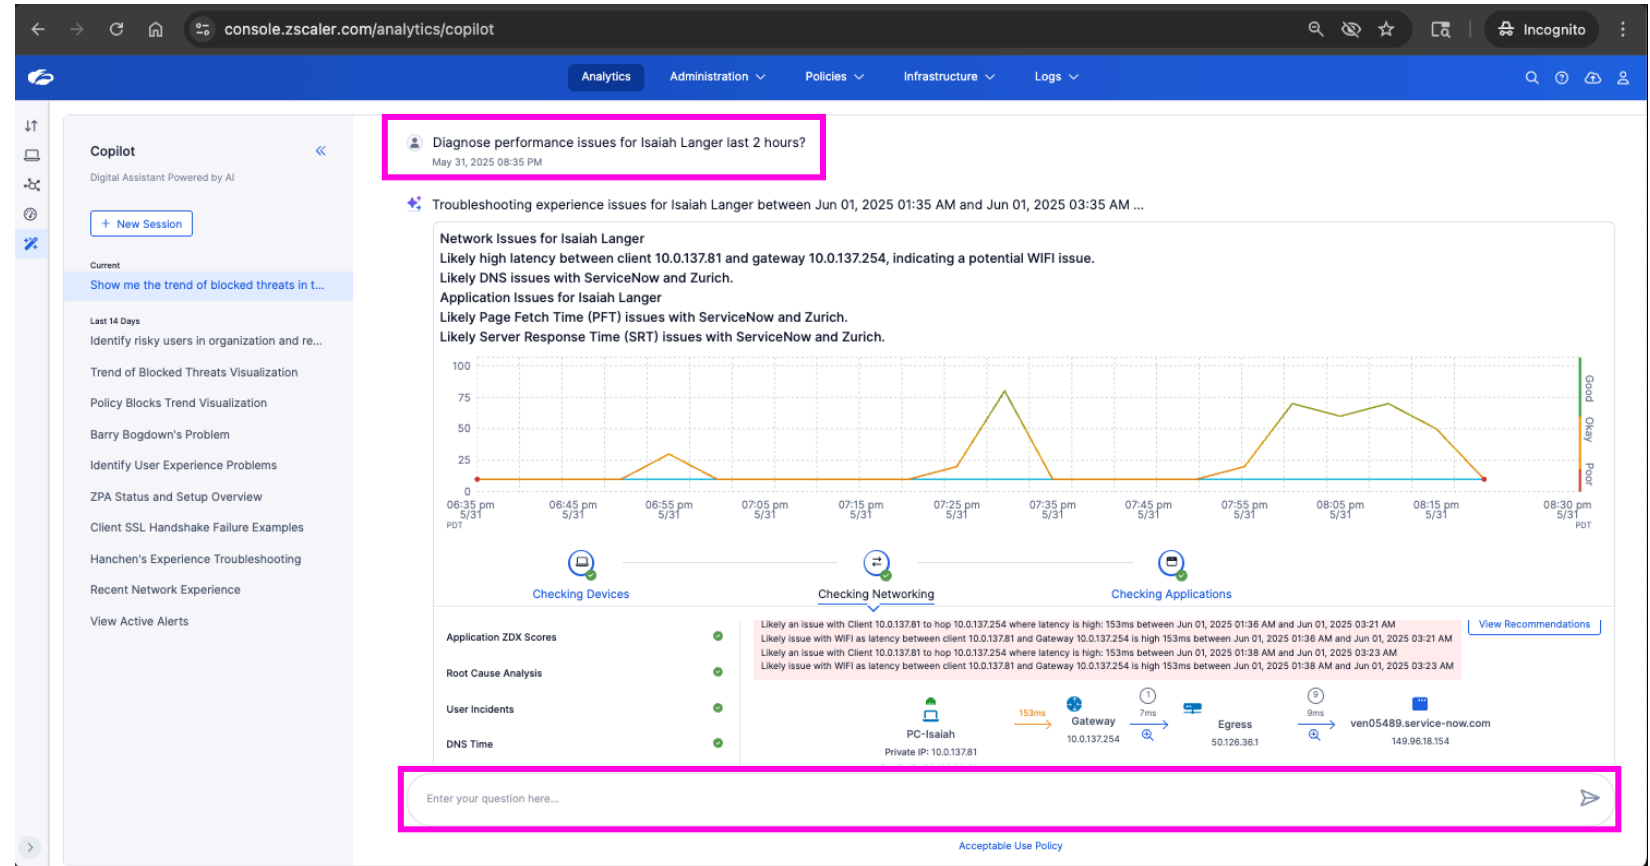 console.zscaler.com/analytics/copilot
Incognito
Analytics
Administration
Policies
Infrastructure
Logs
Copilot
Digital Assistant Powered by AI
+ New Session
Current
Show me the trend of blocked threats in t...
Last 14 Days
Identify risky users in organization and re...
Trend of Blocked Threats Visualization
Policy Blocks Trend Visualization
Barry Bogdown's Problem
Identify User Experience Problems
ZPA Status and Setup Overview
Client SSL Handshake Failure Examples
Hanchen's Experience Troubleshooting
Recent Network Experience
View Active Alerts
Diagnose performance issues for Isaiah Langer last 2 hours?
May 31, 2025 08:35 PM
Troubleshooting experience issues for Isaiah Langer between Jun 01, 2025 01:35 AM and Jun 01, 2025 03:35 AM ...
Network Issues for Isaiah Langer
Likely high latency between client 10.0.137.81 and gateway 10.0.137.254, indicating a potential WIFI issue.
Likely DNS issues with ServiceNow and Zurich.
Application Issues for Isaiah Langer
Likely Page Fetch Time (PFT) issues with ServiceNow and Zurich.
Likely Server Response Time (SRT) issues with ServiceNow and Zurich.
100
75
50
25
0
Good
Okay
Poor
06:35 pm 5/31 PDT
06:45 pm 5/31
06:55 pm 5/31
07:05 pm 5/31
07:15 pm 5/31
07:25 pm 5/31
07:35 pm 5/31
07:45 pm 5/31
07:55 pm 5/31
08:05 pm 5/31
08:15 pm 5/31
08:30 pm 5/31 PDT
Checking Devices
Checking Networking
Checking Applications
Application ZDX Scores
Root Cause Analysis
User Incidents
DNS Time
Likely an issue with Client 10.0.137.81 to hop 10.0.137.254 where latency is high: 153ms between Jun 01, 2025 01:36 AM and Jun 01, 2025 03:21 AM
Likely issue with WIFI as latency between client 10.0.137.81 and Gateway 10.0.137.254 is high 153ms between Jun 01, 2025 01:36 AM and Jun 01, 2025 03:21 AM
Likely an issue with Client 10.0.137.81 to hop 10.0.137.254 where latency is high: 153ms between Jun 01, 2025 01:38 AM and Jun 01, 2025 03:23 AM
Likely issue with WIFI as latency between client 10.0.137.81 and Gateway 10.0.137.254 is high 153ms between Jun 01, 2025 01:38 AM and Jun 01, 2025 03:23 AM
View Recommendations
PC-Isaiah
Private IP: 10.0.137.81
153ms
Gateway
10.0.137.254
1
7ms
Egress
50.126.36.1
9
9ms
ven05489.service-now.com
149.96.18.154
Enter your question here...
Acceptable Use Policy